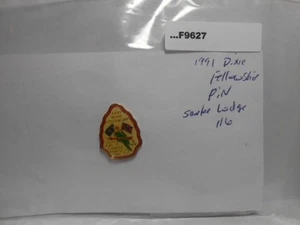 ...F9627
1991 Dixie
Fellowship
PiN
Santee Lodge
116